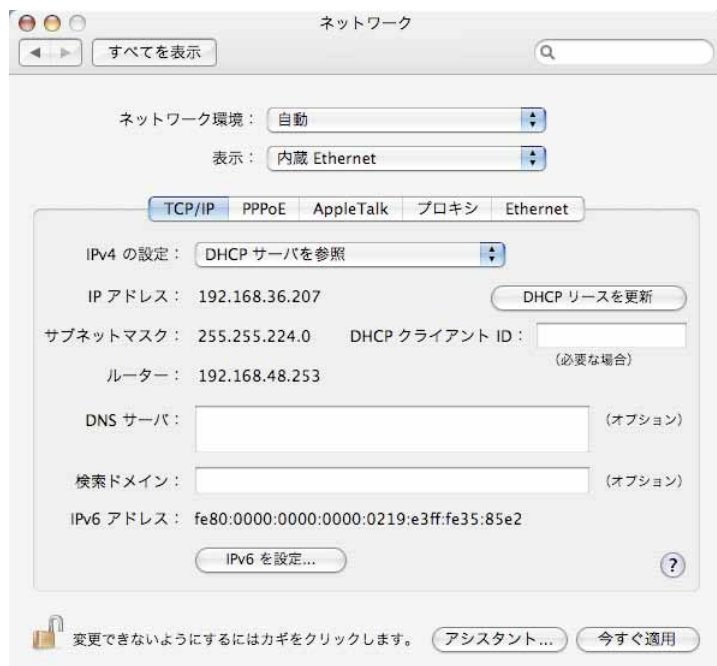 ネットワーク
すべてを表示
ネットワーク環境： 自動
表示： 内蔵 Ethernet
TCP/IP PPPoE AppleTalk プロキシ Ethernet
IPv4 の設定： DHCP サーバを参照
IP アドレス： 192.168.36.207 DHCP リースを更新
サブネットマスク： 255.255.224.0 DHCP クライアント ID：
（必要な場合）
ルーター： 192.168.48.253
DNS サーバ： （オプション）
検索ドメイン： （オプション）
IPv6 アドレス： fe80:0000:0000:0000:0219:e3ff:fe35:85e2
IPv6 を設定... ?
変更できないようにするにはカギをクリックします。 アシスタント... 今すぐ適用